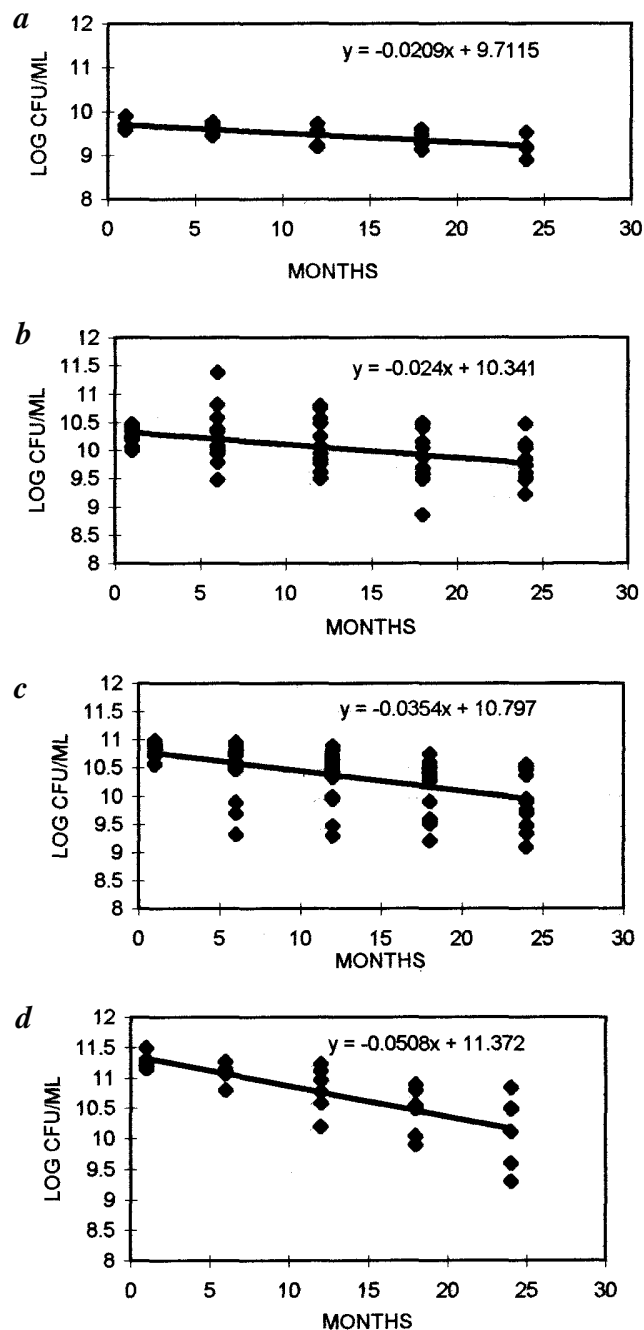 a
12
11
10
9
8
LOG CFU/ML
y = -0.0209x + 9.7115
0 5 10 15 20 25 30
MONTHS
b
12
11.5
11
10.5
10
9.5
9
8.5
8
LOG CFU/ML
y = -0.024x + 10.341
0 5 10 15 20 25 30
MONTHS
c
12
11.5
11
10.5
10
9.5
9
8.5
8
LOG CFU/ML
y = -0.0354x + 10.797
0 5 10 15 20 25 30
MONTHS
d
12
11.5
11
10.5
10
9.5
9
8.5
8
LOG CFU/ML
y = -0.0508x + 11.372
0 5 10 15 20 25 30
MONTHS